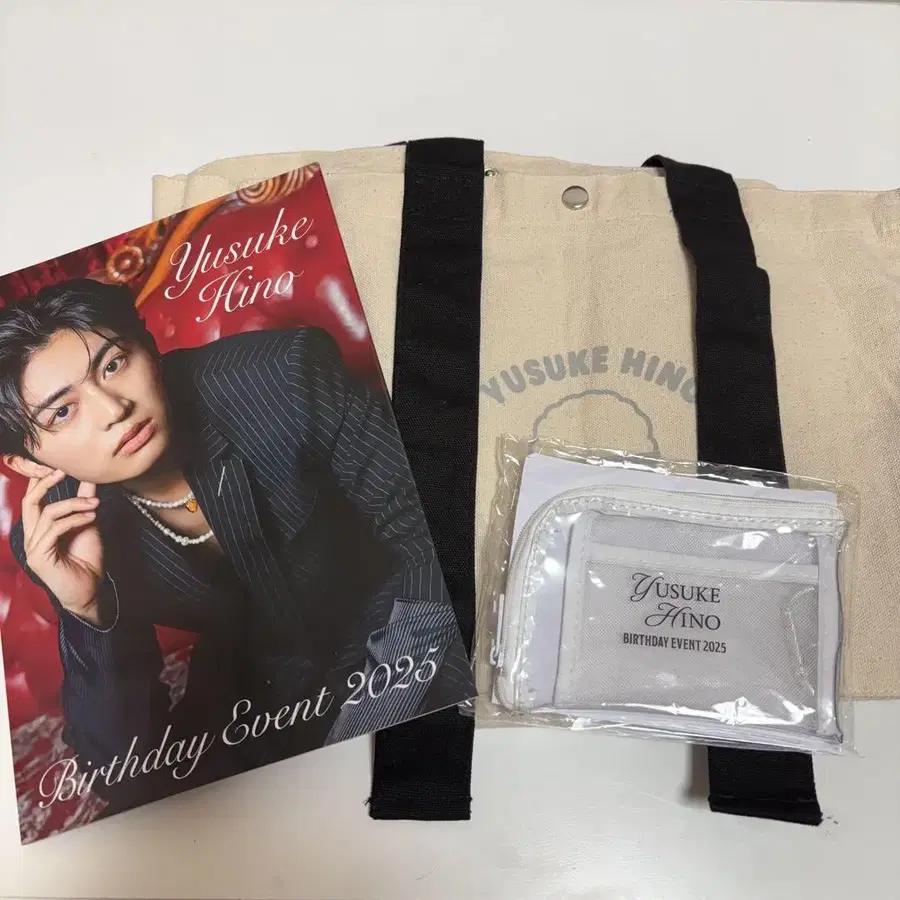 Yusuke
Hino
Birthday Event 2025
YUSUKE HINO
YUSUKE
HINO
BIRTHDAY EVENT 2025